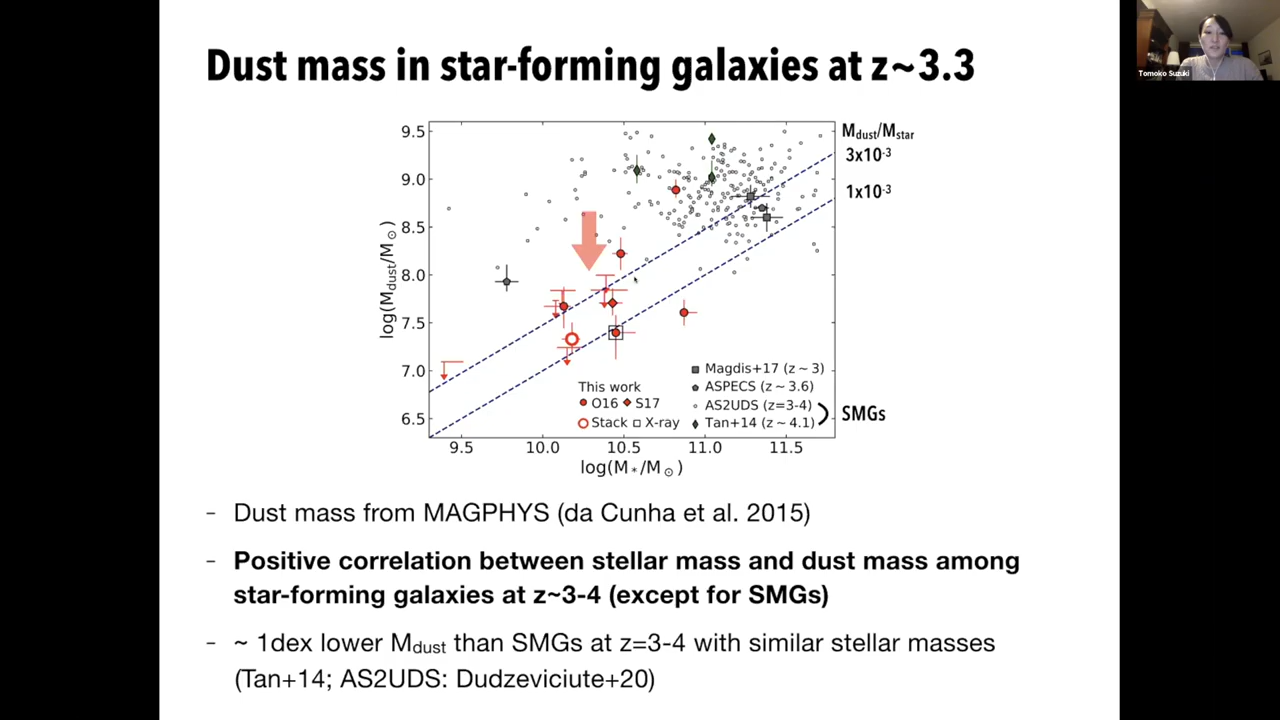 Dust mass in star-forming galaxies at z~3.3
Tomoko Suzuki
9.5
9.0
8.5
8.0
7.5
7.0
6.5
log(Mdust/M⊙)
Mdust/Mstar
3x10-3
1x10-3
This work
O16 S17
Stack X-ray
Magdis+17 (z ~ 3)
ASPECS (z ~ 3.6)
AS2UDS (z=3-4)
Tan+14 (z ~ 4.1)
SMGs
9.5 10.0 10.5 11.0 11.5
log(M*/M⊙)
- Dust mass from MAGPHYS (da Cunha et al. 2015)
- Positive correlation between stellar mass and dust mass among
star-forming galaxies at z~3-4 (except for SMGs)
- ~ 1dex lower Mdust than SMGs at z=3-4 with similar stellar masses
(Tan+14; AS2UDS: Dudzeviciute+20)